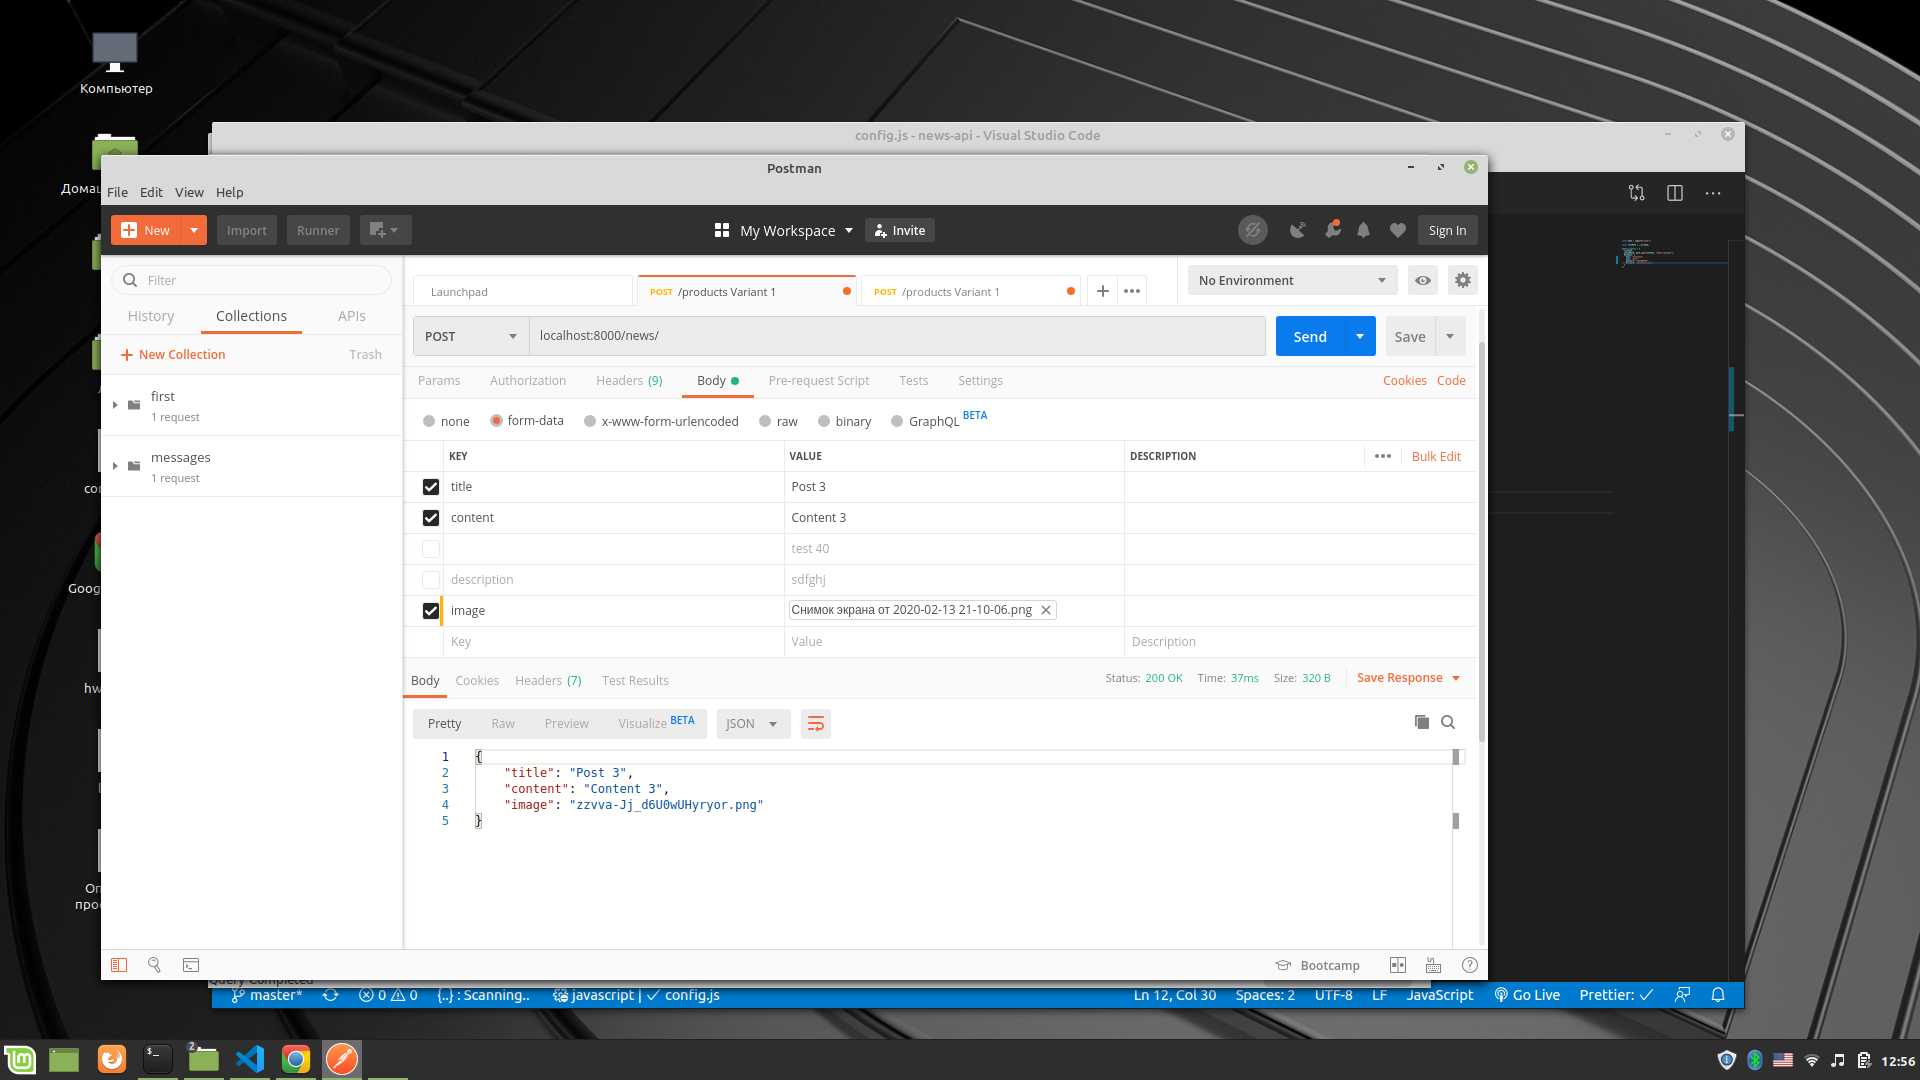 Компьютер
config.js - news-api - Visual Studio Code
Postman
File Edit View Help
New Import Runner My Workspace Invite Sign In
Filter
History Collections APIs
New Collection Trash
first
1 request
messages
1 request
Launchpad POST /products Variant 1 POST /products Variant 1 No Environment
POST localhost:8000/news/ Send Save
Params Authorization Headers (9) Body Pre-request Script Tests Settings Cookies Code
none form-data x-www-form-urlencoded raw binary GraphQL BETA
KEY VALUE DESCRIPTION Bulk Edit
title Post 3
content Content 3
test 40
description sdfghj
image Снимок экрана от 2020-02-13 21-10-06.png
Key Value Description
Body Cookies Headers (7) Test Results Status: 200 OK Time: 37ms Size: 320 B Save Response
Pretty Raw Preview Visualize BETA JSON
1 {
2 "title": "Post 3",
3 "content": "Content 3",
4 "image": "zzvva-Jj_d6U0wUHyryor.png"
5 }
Bootcamp
Query Completed
master* 0 0 {..} : Scanning.. javascript | config.js Ln 12, Col 30 Spaces: 2 UTF-8 LF JavaScript Go Live Prettier:
2
12:56